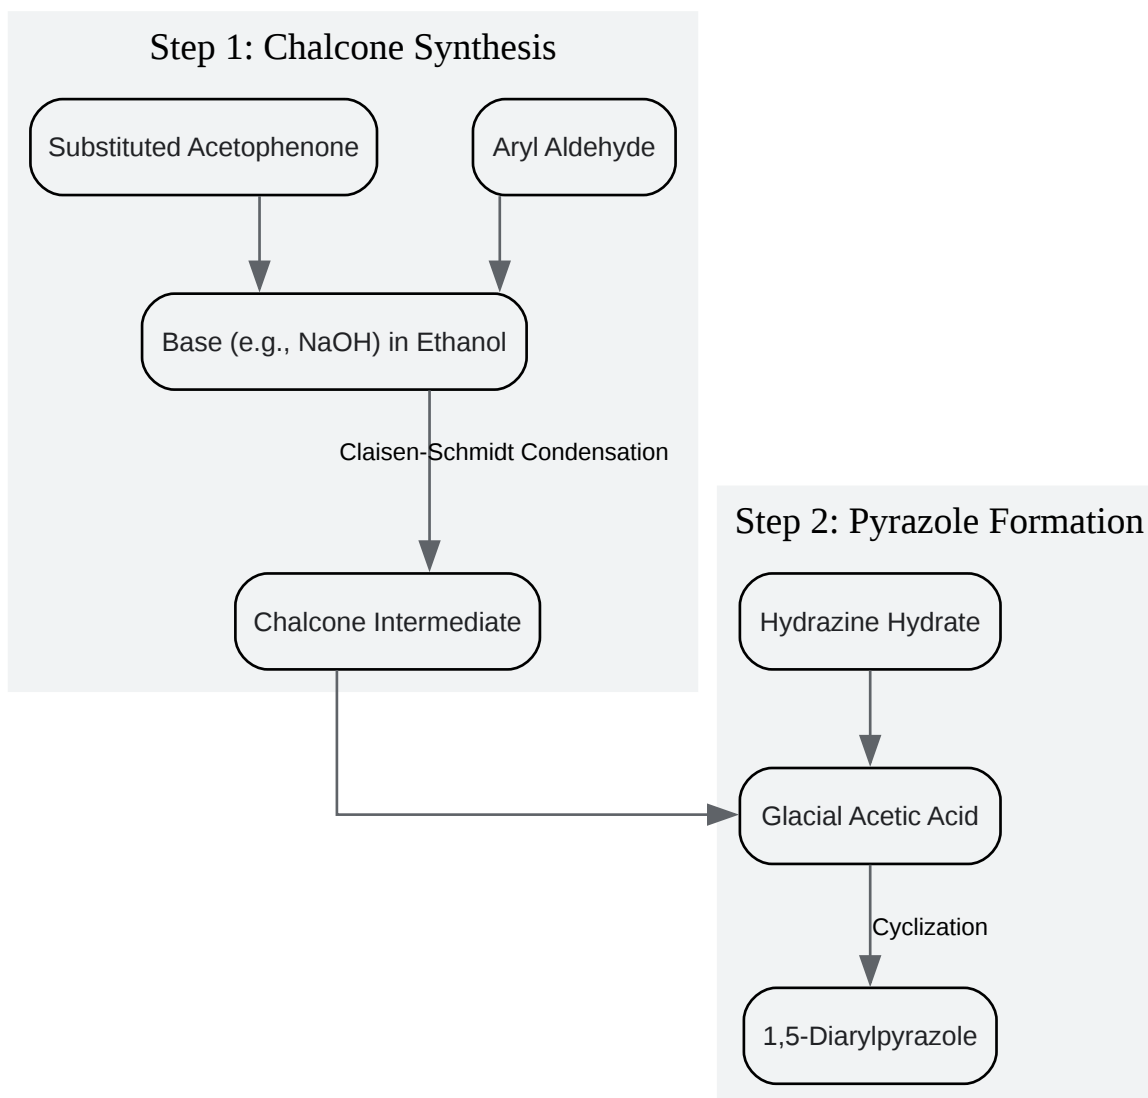 Step 1: Chalcone Synthesis
Substituted Acetophenone
Aryl Aldehyde
Base (e.g., NaOH) in Ethanol
Claisen-Schmidt Condensation
Chalcone Intermediate
Step 2: Pyrazole Formation
Hydrazine Hydrate
Glacial Acetic Acid
Cyclization
1,5-Diarylpyrazole